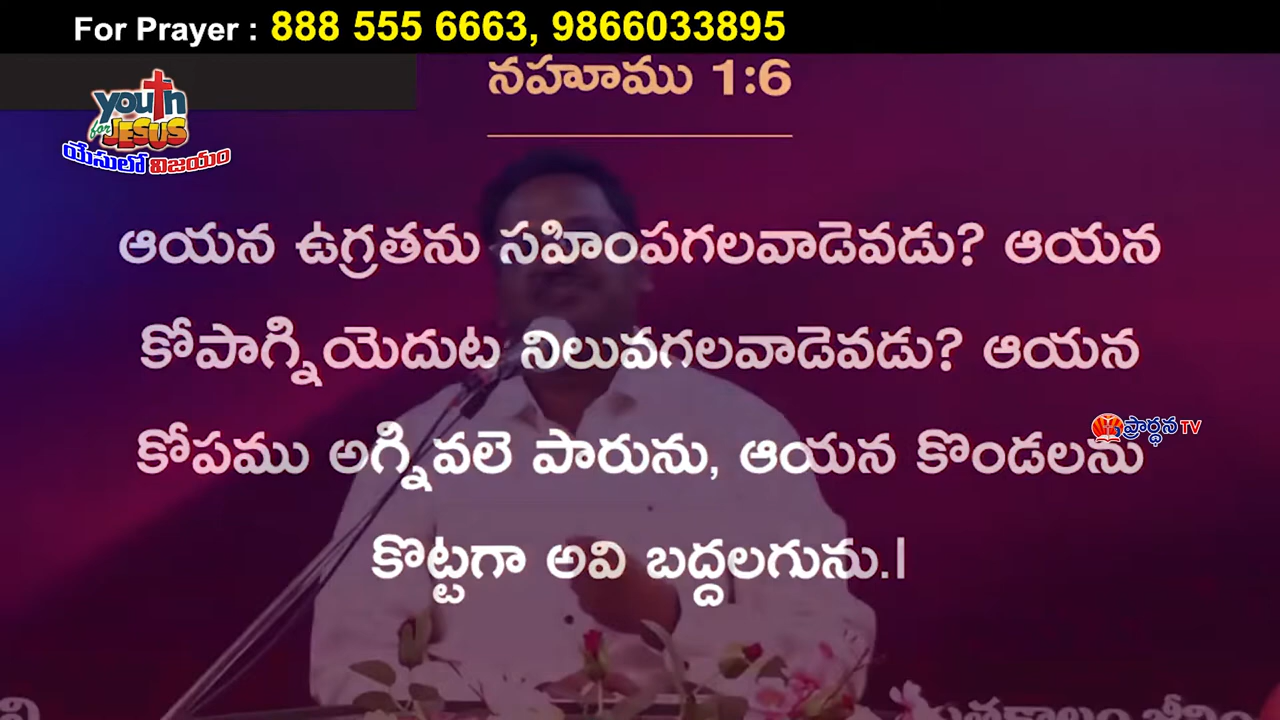 For Prayer : 888 555 6663, 9866033895
నహూము 1:6
youth
for JESUS
యేసులో విజయం
ఆయన ఉగ్రతను సహింపగలవాడెవడు? ఆయన
కోపాగ్నియెదుట నిలువగలవాడెవడు? ఆయన
కోపము అగ్నివలె పారును, ఆయన కొండలను
ప్రార్థన TV
కొట్టగా అవి బద్దలగును.|